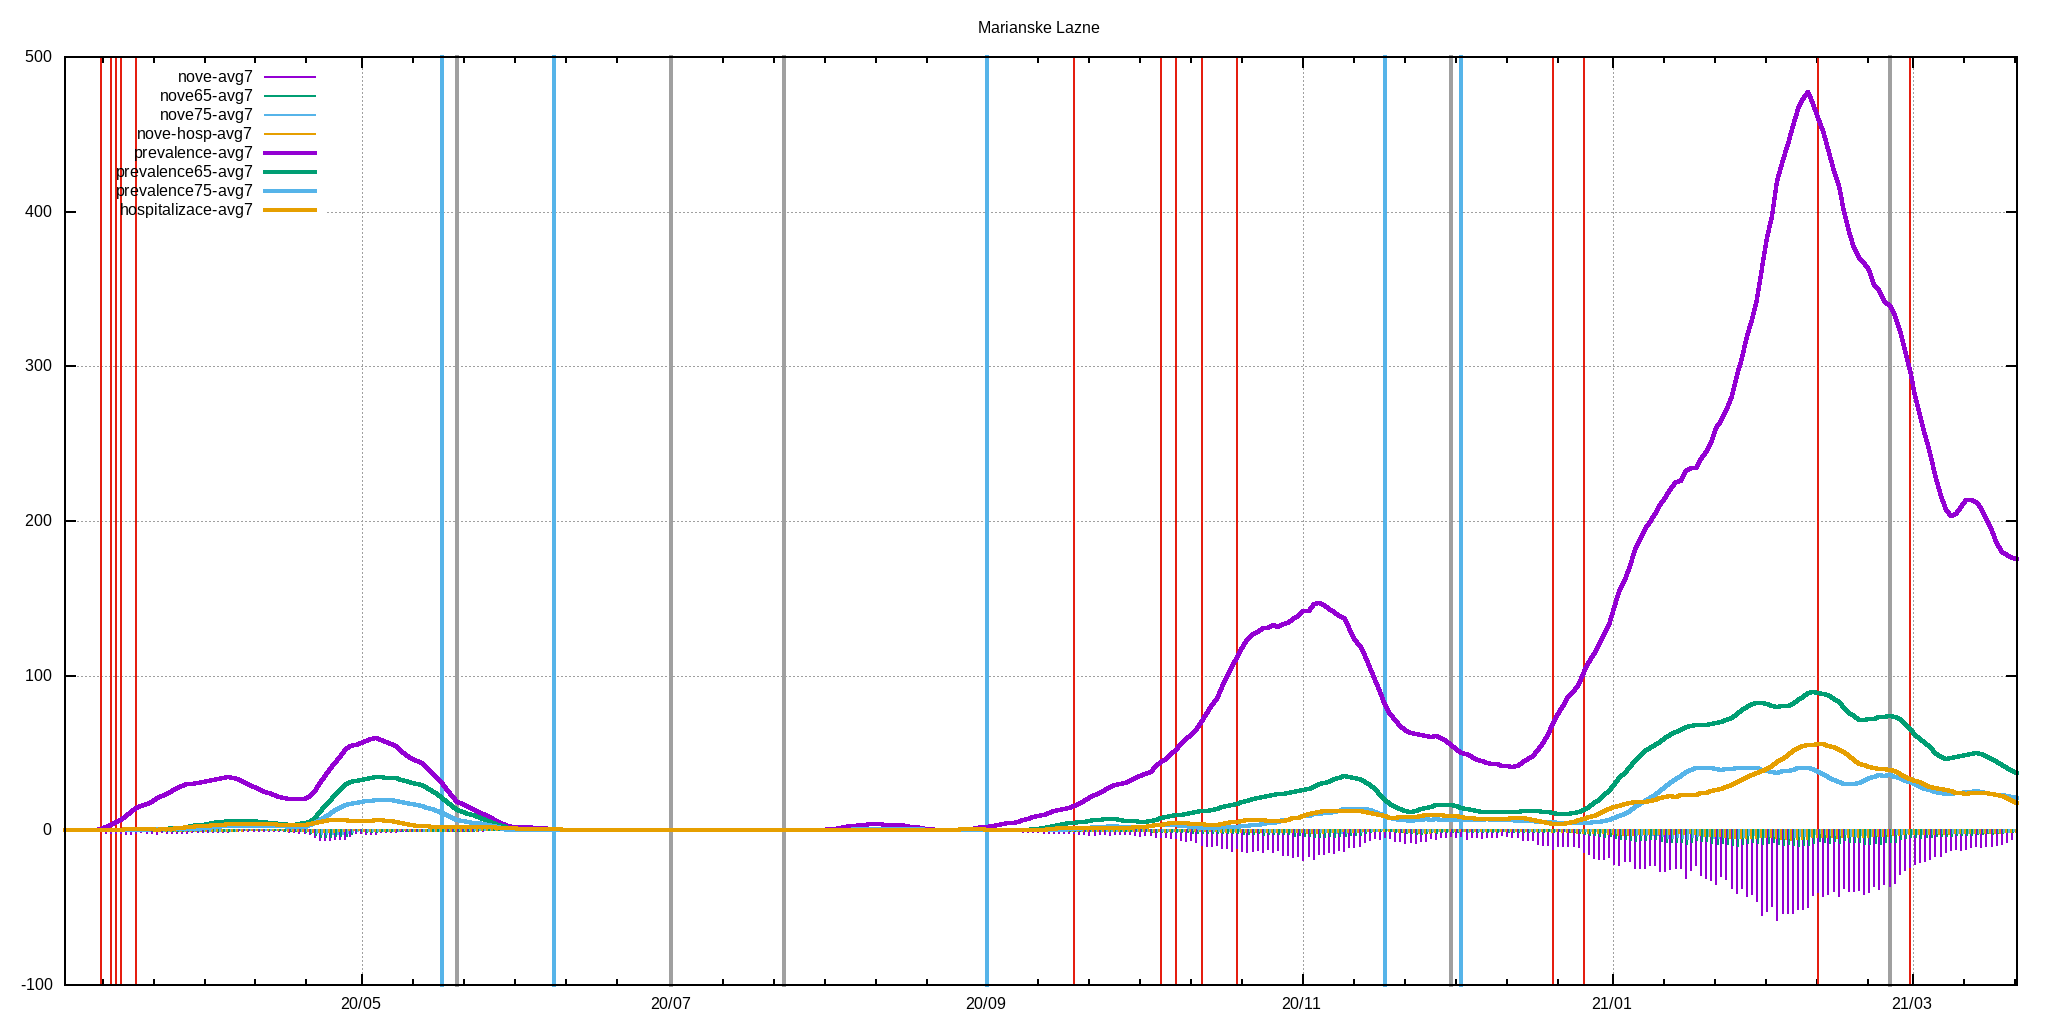 Marianske Lazne
500
400
300
200
100
0
-100
nove-avg7
nove65-avg7
nove75-avg7
nove-hosp-avg7
prevalence-avg7
prevalence65-avg7
prevalence75-avg7
hospitalizace-avg7
20/05
20/07
20/09
20/11
21/01
21/03